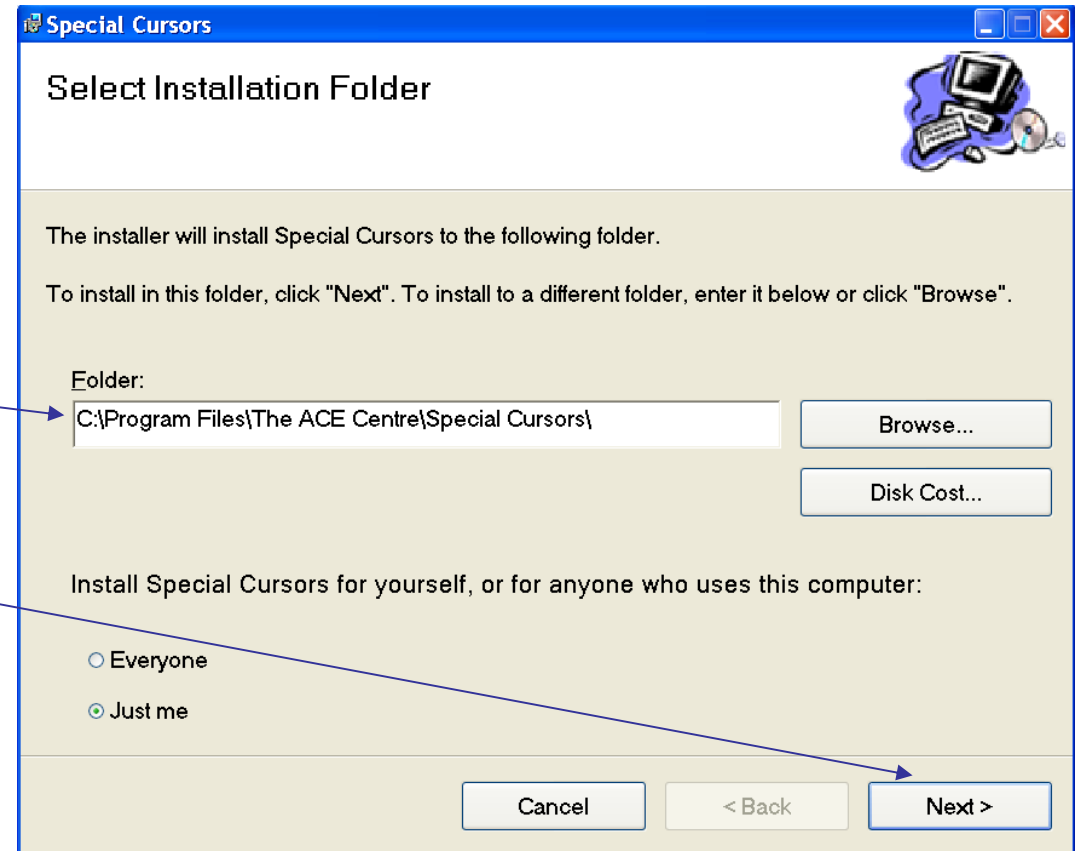 Special Cursors
Select Installation Folder
The installer will install Special Cursors to the following folder.
To install in this folder, click "Next". To install to a different folder, enter it below or click "Browse".
Folder:
C:\Program Files\The ACE Centre\Special Cursors\
Browse...
Disk Cost...
Install Special Cursors for yourself, or for anyone who uses this computer:
Everyone
Just me
Cancel
< Back
Next >